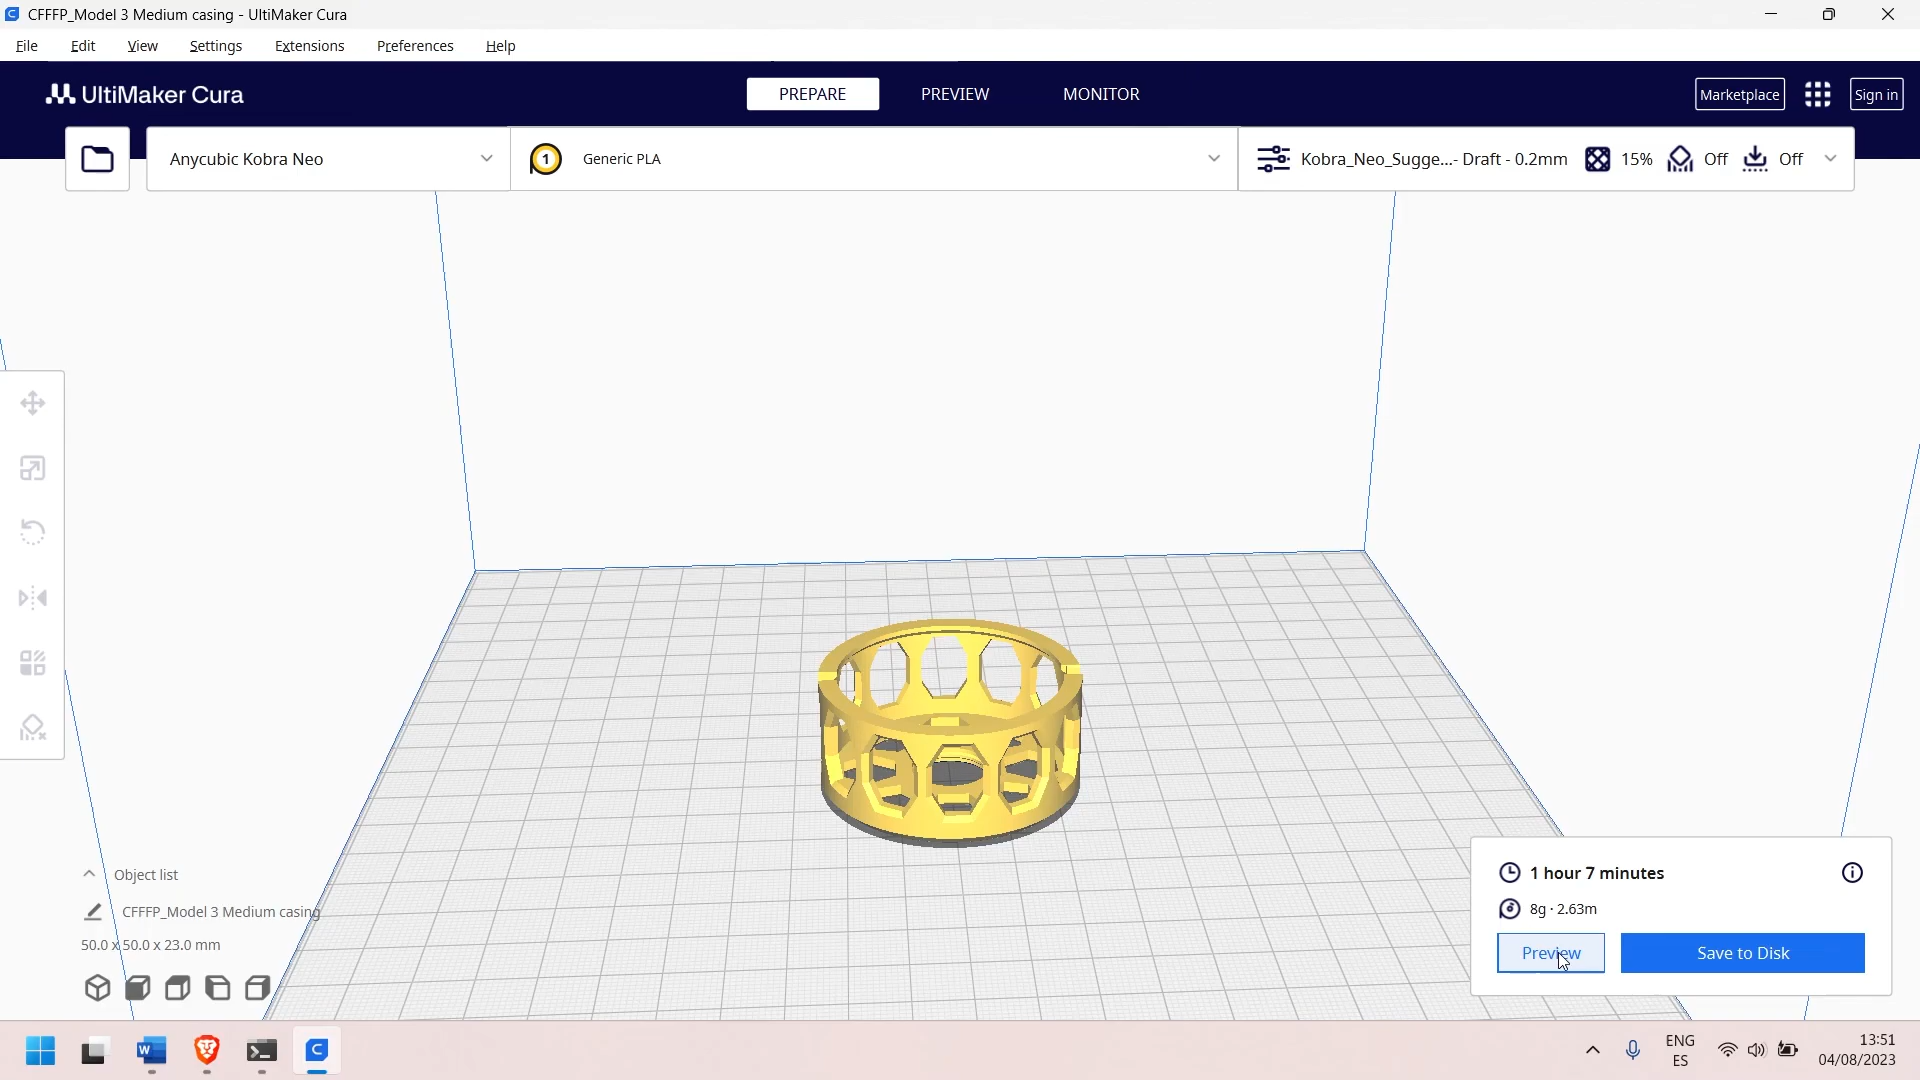 CFFFP_Model 3 Medium casing - UltiMaker Cura
File Edit View Settings Extensions Preferences Help
UltiMaker Cura
PREPARE PREVIEW MONITOR
Marketplace Sign in
Anycubic Kobra Neo
1 Generic PLA
Kobra_Neo_Sugge...- Draft - 0.2mm 15% Off Off
Object list
CFFFP_Model 3 Medium casing
50.0 x 50.0 x 23.0 mm
1 hour 7 minutes
8g · 2.63m
Preview Save to Disk
ENG
ES
13:51
04/08/2023